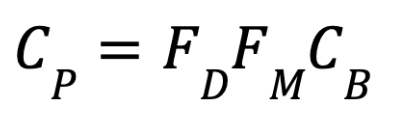 C_P = F_D F_M C_B